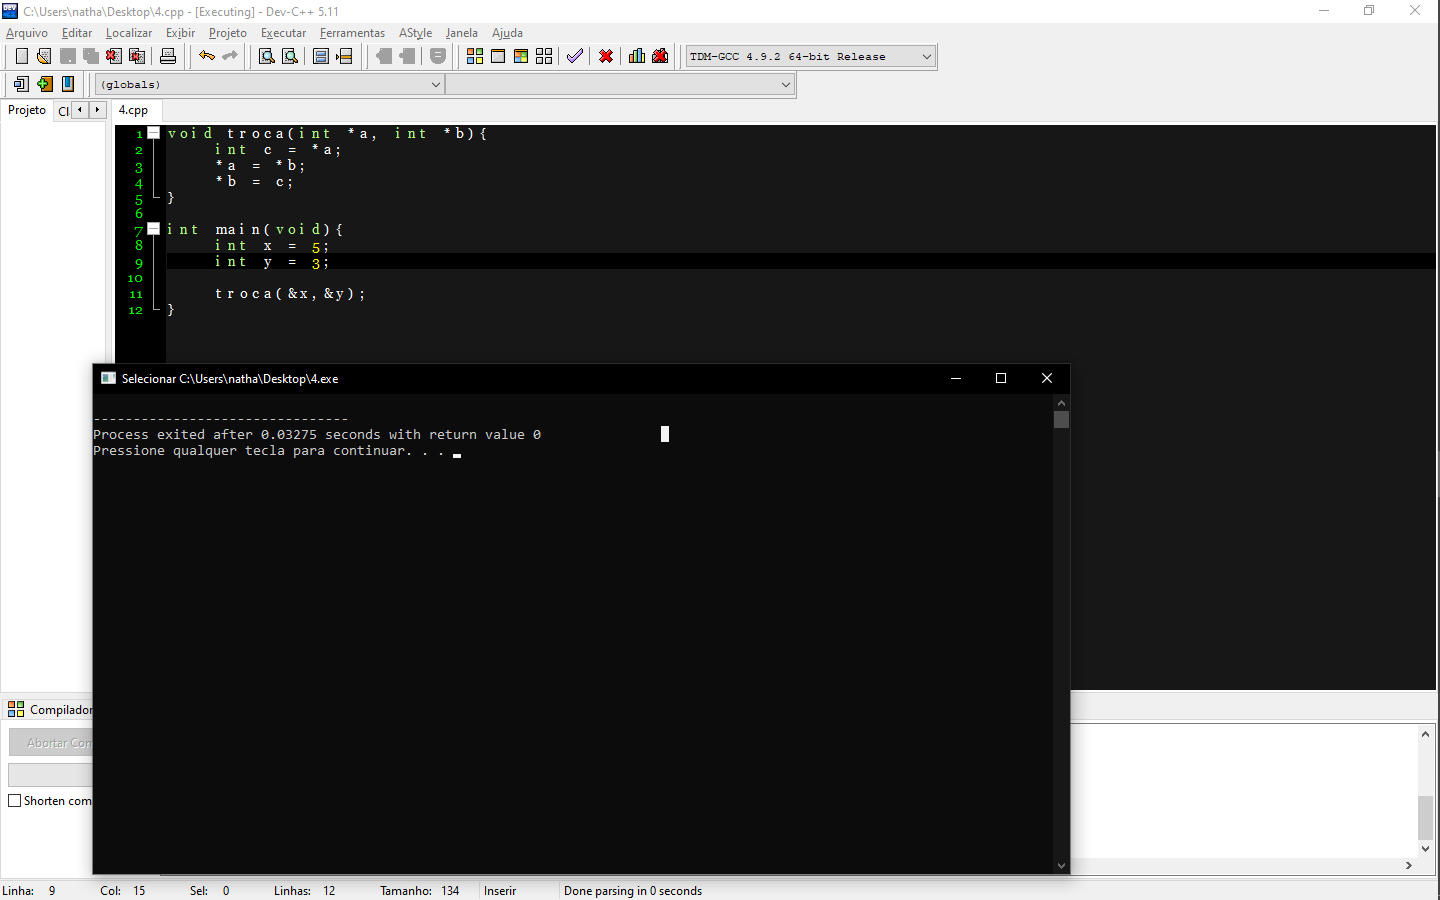 C:\Users\natha\Desktop\4.cpp - [Executing] - Dev-C++ 5.11
Arquivo Editar Localizar Exibir Projeto Executar Ferramentas AStyle Janela Ajuda
TDM-GCC 4.9.2 64-bit Release
(globals)
Projeto
4.cpp
1 void troca(int *a, int *b){
2 int c = *a;
3 *a = *b;
4 *b = c;
5 }
6
7 int main(void){
8 int x = 5;
9 int y = 3;
10
11 troca(&x,&y);
12 }
Selecionar C:\Users\natha\Desktop\4.exe
--------------------------------
Process exited after 0.03275 seconds with return value 0
Pressione qualquer tecla para continuar. . .
Compilador
Abortar Com
Shorten com
Linha: 9 Col: 15 Sel: 0 Linhas: 12 Tamanho: 134 Inserir Done parsing in 0 seconds